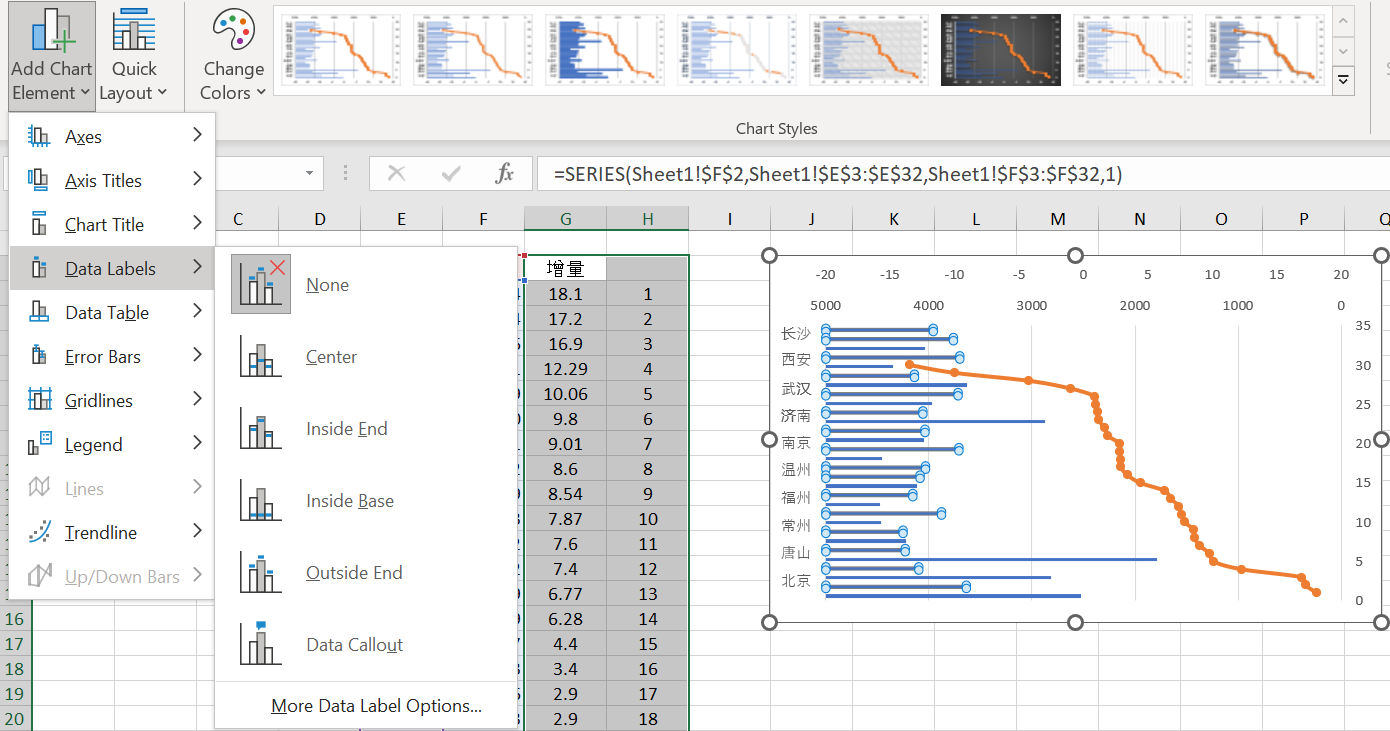 Add Chart Element
Quick Layout
Change Colors
Chart Styles
=SERIES(Sheet1!$F$2,Sheet1!$E$3:$E$32,Sheet1!$F$3:$F$32,1)
fx
Axes
Axis Titles
Chart Title
Data Labels
Data Table
Error Bars
Gridlines
Legend
Lines
Trendline
Up/Down Bars
None
Center
Inside End
Inside Base
Outside End
Data Callout
More Data Label Options...
C D E F G H I J K L M N O P Q
增量
18.1 1
17.2 2
16.9 3
12.29 4
10.06 5
9.8 6
9.01 7
8.6 8
8.54 9
7.87 10
7.6 11
7.4 12
6.77 13
16 6.28 14
17 4.4 15
18 3.4 16
19 2.9 17
20 2.9 18
-20 -15 -10 -5 0 5 10 15 20
5000 4000 3000 2000 1000 0
长沙
西安
武汉
济南
南京
温州
福州
常州
唐山
北京
35
30
25
20
15
10
5
0